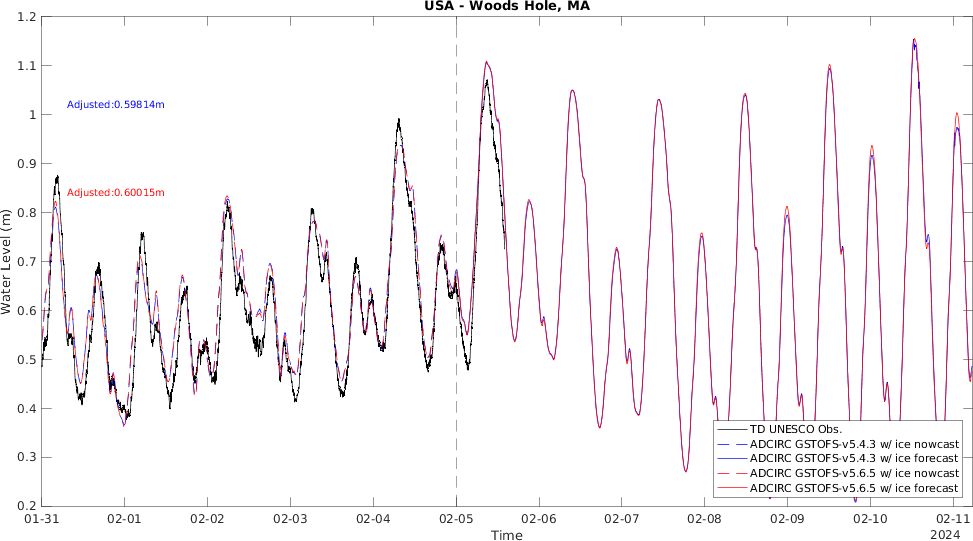 USA - Woods Hole, MA
Water Level (m)
1.2
1.1
1
0.9
0.8
0.7
0.6
0.5
0.4
0.3
0.2
Adjusted:0.59814m
Adjusted:0.60015m
TD UNESCO Obs.
ADCIRC GSTOFS-v5.4.3 w/ ice nowcast
ADCIRC GSTOFS-v5.4.3 w/ ice forecast
ADCIRC GSTOFS-v5.6.5 w/ ice nowcast
ADCIRC GSTOFS-v5.6.5 w/ ice forecast
01-31 02-01 02-02 02-03 02-04 02-05 02-06 02-07 02-08 02-09 02-10 02-11
2024
Time